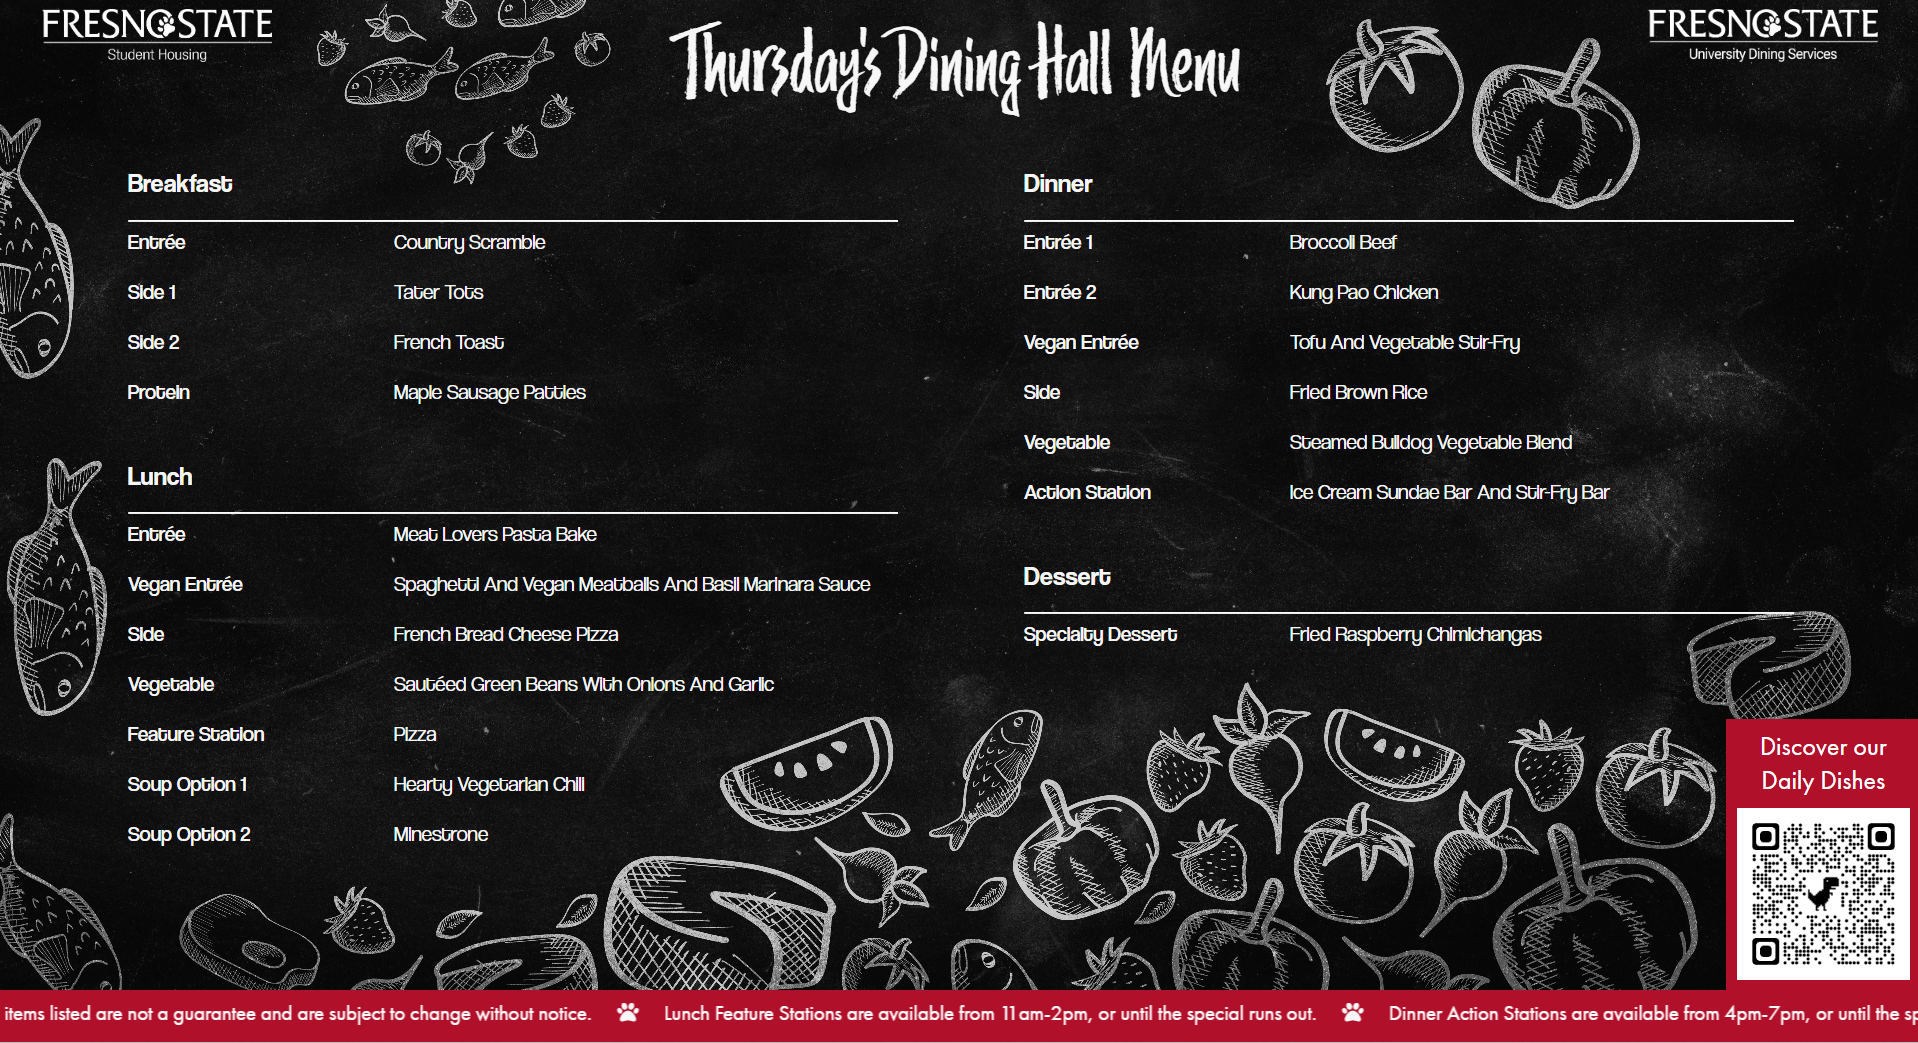 FRESNO STATE
Student Housing
Thursday's Dining Hall Menu
FRESNO STATE
University Dining Services
Breakfast
Entrée Country Scramble
Side 1 Tater Tots
Side 2 French Toast
Protein Maple Sausage Patties
Lunch
Entrée Meat Lovers Pasta Bake
Vegan Entrée Spaghetti And Vegan Meatballs And Basil Marinara Sauce
Side French Bread Cheese Pizza
Vegetable Sautéed Green Beans With Onions And Garlic
Feature Station Pizza
Soup Option 1 Hearty Vegetarian Chili
Soup Option 2 Minestrone
Dinner
Entrée 1 Broccoli Beef
Entrée 2 Kung Pao Chicken
Vegan Entrée Tofu And Vegetable Stir-Fry
Side Fried Brown Rice
Vegetable Steamed Bulldog Vegetable Blend
Action Station Ice Cream Sundae Bar And Stir-Fry Bar
Dessert
Specialty Dessert Fried Raspberry Chimichangas
Discover our
Daily Dishes
items listed are not a guarantee and are subject to change without notice. Lunch Feature Stations are available from 11am-2pm, or until the special runs out. Dinner Action Stations are available from 4pm-7pm, or until the sp